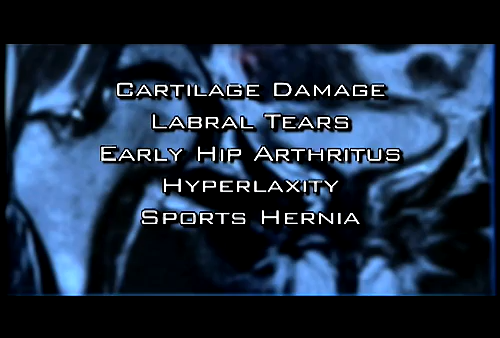 Cartilage Damage
Labral Tears
Early Hip Arthritus
Hyperlaxity
Sports Hernia